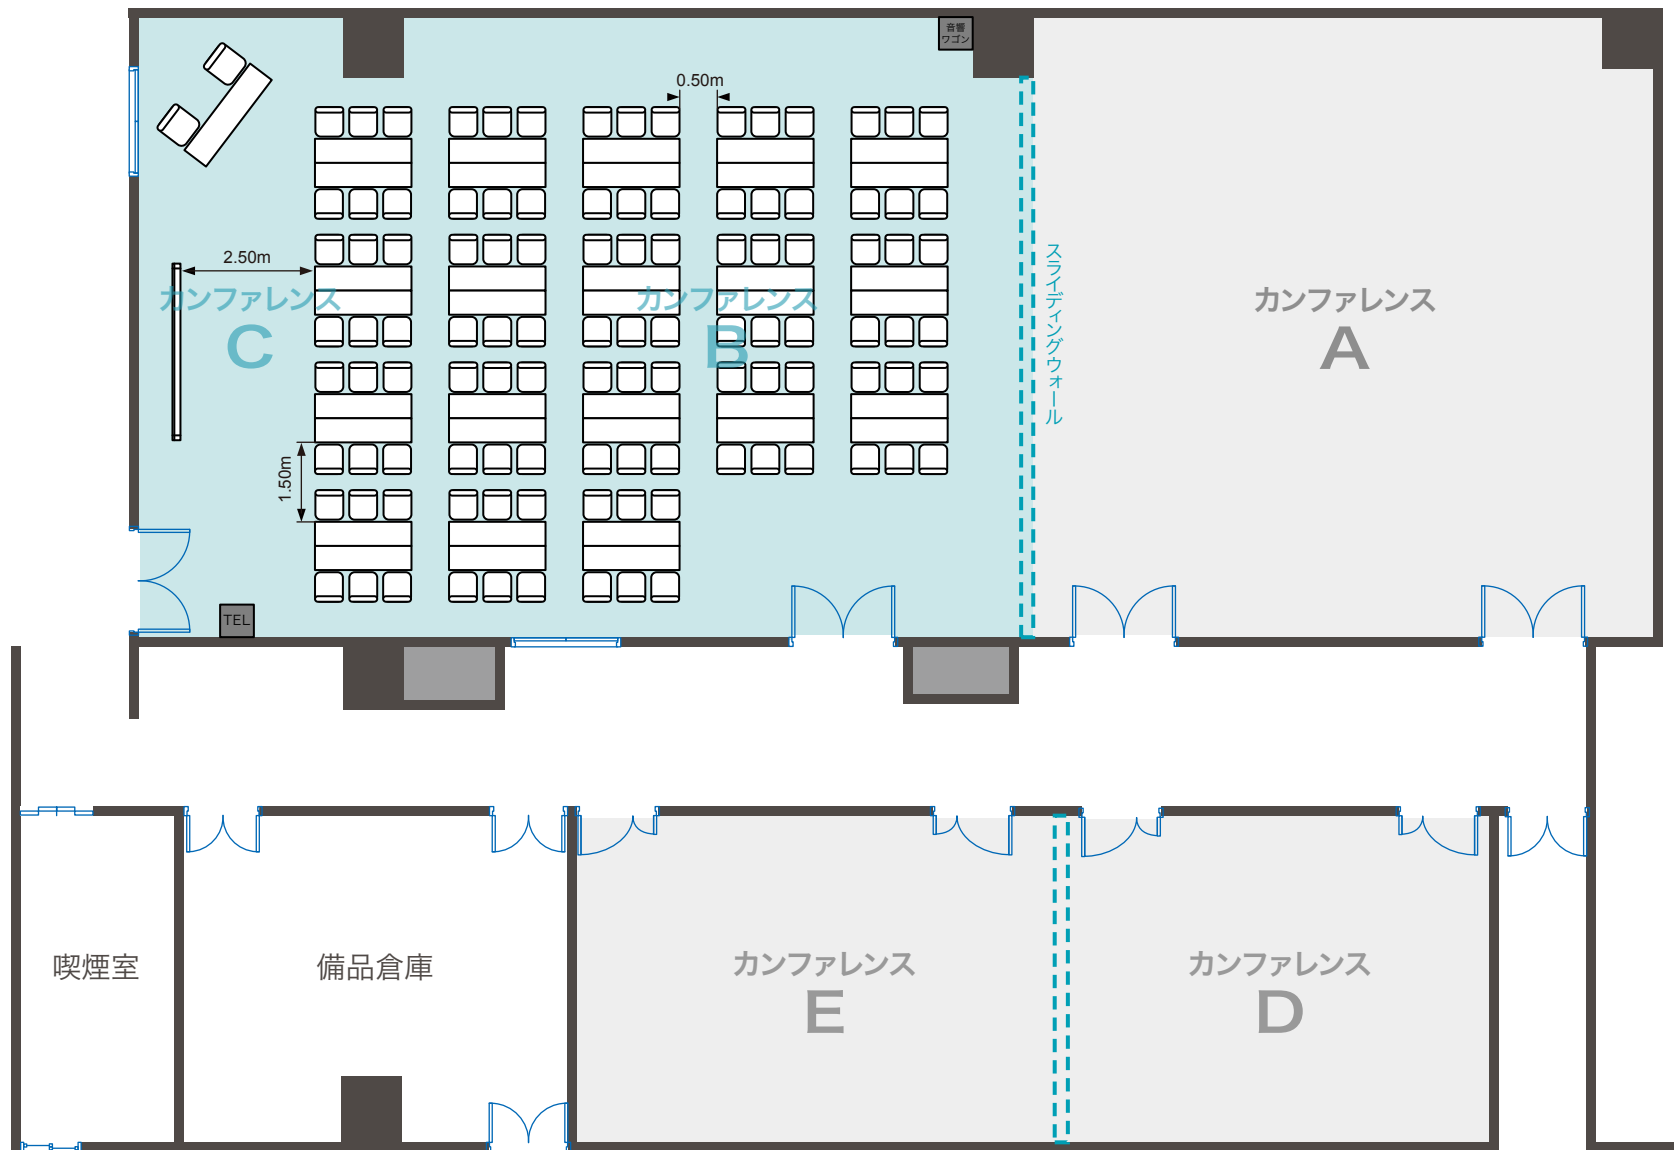 音響
ワゴン
0.50m
2.50m
カンファレンス
C
カンファレンス
B
スライディングウォール
カンファレンス
A
1.50m
TEL
喫煙室
備品倉庫
カンファレンス
E
カンファレンス
D